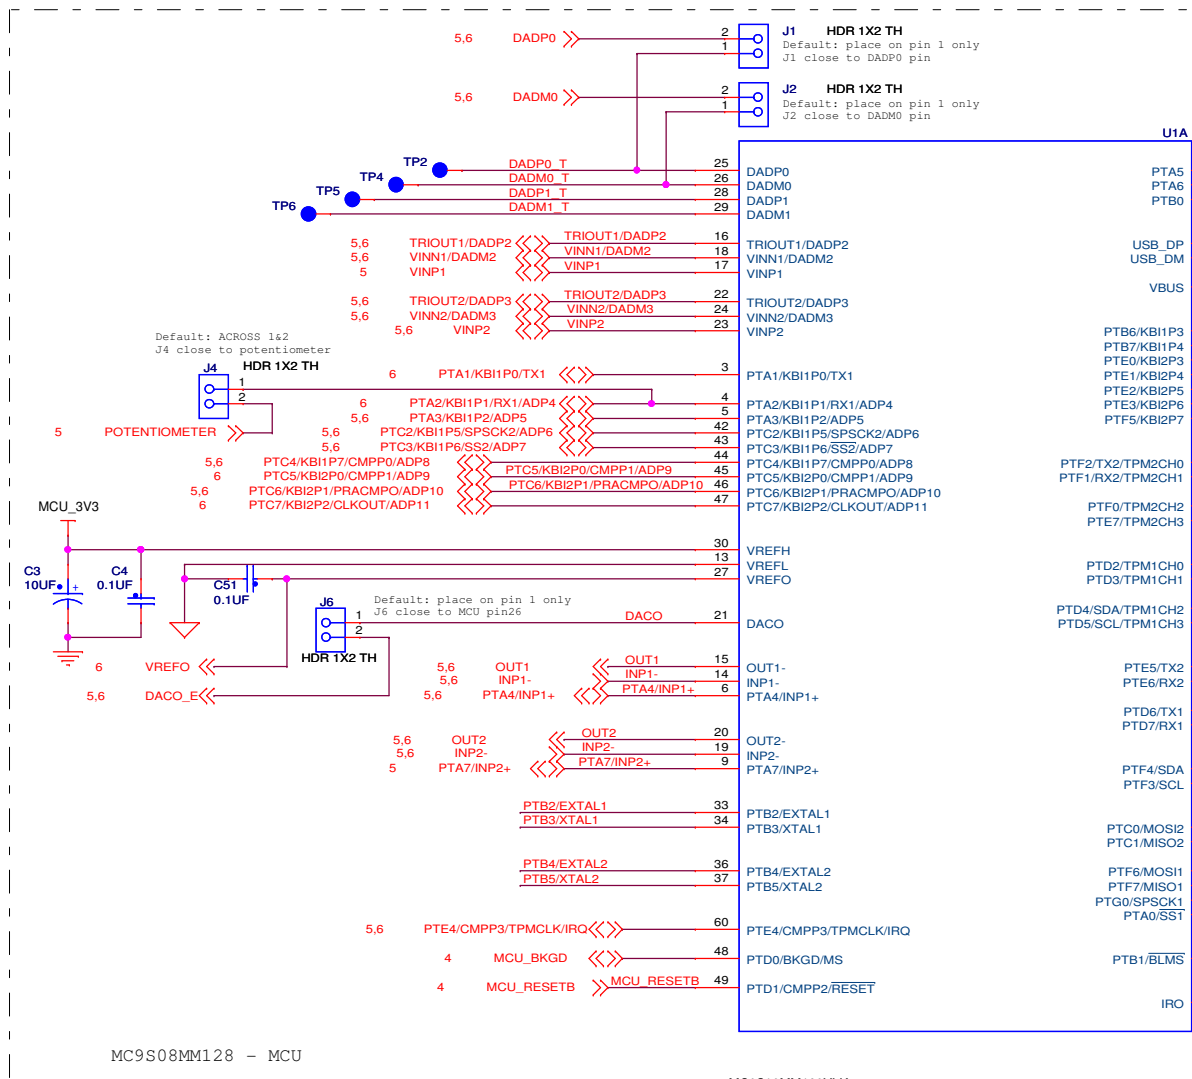 5,6 DADP0 2 J1 HDR 1X2 TH
1 Default: place on pin 1 only
J1 close to DADP0 pin
5,6 DADM0 2 J2 HDR 1X2 TH
1 Default: place on pin 1 only
J2 close to DADM0 pin
U1A
TP2 DADP0_T 25 DADP0 PTA5
TP4 DADM0_T 26 DADM0 PTA6
TP5 DADP1_T 28 DADP1 PTB0
TP6 DADM1_T 29 DADM1
5,6 TRIOUT1/DADP2 TRIOUT1/DADP2 16 TRIOUT1/DADP2 USB_DP
5,6 VINN1/DADM2 VINN1/DADM2 18 VINN1/DADM2 USB_DM
5 VINP1 VINP1 17 VINP1
VBUS
5,6 TRIOUT2/DADP3 TRIOUT2/DADP3 22 TRIOUT2/DADP3
5,6 VINN2/DADM3 VINN2/DADM3 24 VINN2/DADM3
5,6 VINP2 VINP2 23 VINP2 PTB6/KBI1P3
Default: ACROSS 1&2 PTB7/KBI1P4
J4 close to potentiometer PTE0/KBI2P3
J4 HDR 1X2 TH
1
2
6 PTA1/KBI1P0/TX1 3 PTA1/KBI1P0/TX1 PTE1/KBI2P4
PTE2/KBI2P5
6 PTA2/KBI1P1/RX1/ADP4 4 PTA2/KBI1P1/RX1/ADP4 PTE3/KBI2P6
5,6 PTA3/KBI1P2/ADP5 5 PTA3/KBI1P2/ADP5 PTF5/KBI2P7
5 POTENTIOMETER 5,6 PTC2/KBI1P5/SPSCK2/ADP6 42 PTC2/KBI1P5/SPSCK2/ADP6
5,6 PTC3/KBI1P6/SS2/ADP7 43 PTC3/KBI1P6/SS2/ADP7
5,6 PTC4/KBI1P7/CMPP0/ADP8 44 PTC4/KBI1P7/CMPP0/ADP8 PTF2/TX2/TPM2CH0
6 PTC5/KBI2P0/CMPP1/ADP9 PTC5/KBI2P0/CMPP1/ADP9 45 PTC5/KBI2P0/CMPP1/ADP9 PTF1/RX2/TPM2CH1
5,6 PTC6/KBI2P1/PRACMPO/ADP10 PTC6/KBI2P1/PRACMPO/ADP10 46 PTC6/KBI2P1/PRACMPO/ADP10
6 PTC7/KBI2P2/CLKOUT/ADP11 47 PTC7/KBI2P2/CLKOUT/ADP11 PTF0/TPM2CH2
MCU_3V3 PTE7/TPM2CH3
30 VREFH
13 VREFL PTD2/TPM1CH0
27 VREFO PTD3/TPM1CH1
C3
10UF
+
C4
0.1UF
C51
0.1UF
J6 Default: place on pin 1 only
J6 close to MCU pin26
1
2
HDR 1X2 TH
PTD4/SDA/TPM1CH2
DACO 21 DACO PTD5/SCL/TPM1CH3
6 VREFO 5,6 OUT1 OUT1 15 OUT1- PTE5/TX2
5,6 INP1- INP1- 14 INP1- PTE6/RX2
5,6 DACO_E 5,6 PTA4/INP1+ PTA4/INP1+ 6 PTA4/INP1+
PTD6/TX1
PTD7/RX1
5,6 OUT2 OUT2 20 OUT2-
5,6 INP2- INP2- 19 INP2-
5 PTA7/INP2+ PTA7/INP2+ 9 PTA7/INP2+ PTF4/SDA
PTF3/SCL
PTB2/EXTAL1 33 PTB2/EXTAL1
PTB3/XTAL1 34 PTB3/XTAL1 PTC0/MOSI2
PTC1/MISO2
PTB4/EXTAL2 36 PTB4/EXTAL2 PTF6/MOSI1
PTB5/XTAL2 37 PTB5/XTAL2 PTF7/MISO1
PTG0/SPSCK1
PTA0/SS1
5,6 PTE4/CMPP3/TPMCLK/IRQ 60 PTE4/CMPP3/TPMCLK/IRQ
4 MCU_BKGD 48 PTD0/BKGD/MS PTB1/BLMS
4 MCU_RESETB MCU_RESETB 49 PTD1/CMPP2/RESET
IRO
MC9S08MM128 - MCU